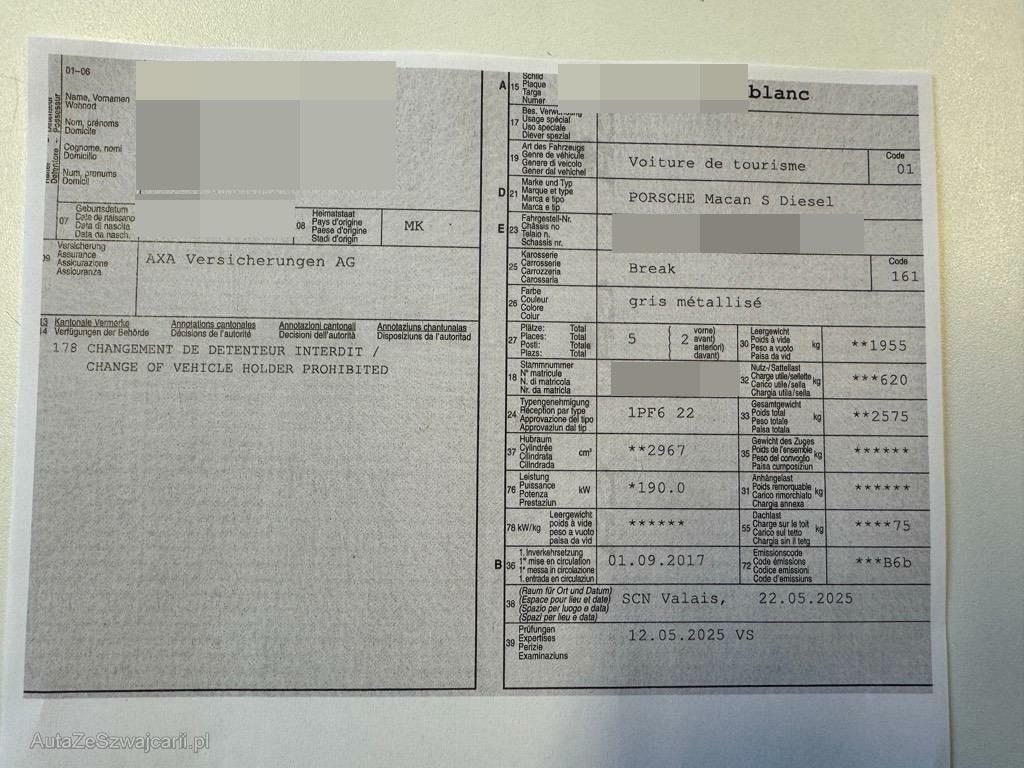 01-06
Name, Vornamen
Wohnort
Nom, prénoms
Domicile
Cognome, nomi
Domicilio
Num, prenums
Domicil
07 Geburtsdatum
Date de naissance
Data di nascita
Data da nasch.
08 Heimatstaat
Pays d'origine
Paese d'origine
Stadi d'origin
MK
09 Versicherung
Assurance
Assicurazione
Assicuranza
AXA Versicherungen AG
13 Kantonale Vermerke Annotations cantonales Annotazioni cantonali Annotaziuns chantunalas
14 Verfügungen der Behörde Décisions de l'autorité Decisioni dell'autorità Disposiziuns da l'autoritad
178 CHANGEMENT DE DETENTEUR INTERDIT /
CHANGE OF VEHICLE HOLDER PROHIBITED
A 15 Schild
Plaque
Targa
Numer
blanc
17 Bes. Verwendung
Usage spécial
Uso speciale
Diever spezial
19 Art des Fahrzeugs
Genre de véhicule
Genere di veicolo
Gener dal vehichel
Voiture de tourisme
Code
01
D 21 Marke und Typ
Marque et type
Marca e tipo
Marca e tip
PORSCHE Macan S Diesel
E 23 Fahrgestell-Nr.
Châssis no
Telaio n.
Schassis nr.
25 Karosserie
Carrosserie
Carrozzeria
Carossaria
Break
Code
161
26 Farbe
Couleur
Colore
Colur
gris métallisé
27 Plätze: Total
Places: Total
Posti: Totale
Plazs: Total
5
2
vorne)
avant)
anteriori)
davant)
30 Leergewicht
Poids à vide
Peso a vuoto
Paisa da vid
kg
**1955
18 Stammnummer
N° matricule
N. di matricola
Nr. da matricla
32 Nutz-/Sattellast
Charge utile/sellette
Carico utile/sella
Chargia utila/sella
kg
***620
24 Typengenehmigung
Réception par type
Approvazione del tipo
Approvaziun dal tip
1PF6 22
33 Gesamtgewicht
Poids total
Peso totale
Paisa totala
kg
**2575
37 Hubraum
Cylindrée
Cilindrata
Cilindrada
cm³
**2967
35 Gewicht des Zuges
Poids de l'ensemble
Peso del convoglio
Paisa cumposiziun
kg
******
76 Leistung
Puissance
Potenza
Prestaziun
kW
*190.0
31 Anhängelast
Poids remorquable
Carico rimorchiato
Chargia annexa
kg
******
78 kW/kg
Leergewicht
poids à vide
peso a vuoto
paisa da vid
******
55 Dachlast
Charge sur le toit
Carico sul tetto
Chargia sin il tetg
kg
****75
B 36 1. Inverkehrsetzung
1re mise en circulation
1a messa in circolazione
1. entrada en circulaziun
01.09.2017
72 Emissionscode
Code émissions
Codice emissioni
Code d'emissiuns
***B6b
38 (Raum für Ort und Datum)
(Espace pour lieu et date)
(Spazio per luogo e data)
(Spazi per lieu e data)
SCN Valais, 22.05.2025
39 Prüfungen
Expertises
Perizie
Examinaziuns
12.05.2025 VS
AutaZeSzwajcarii.pl